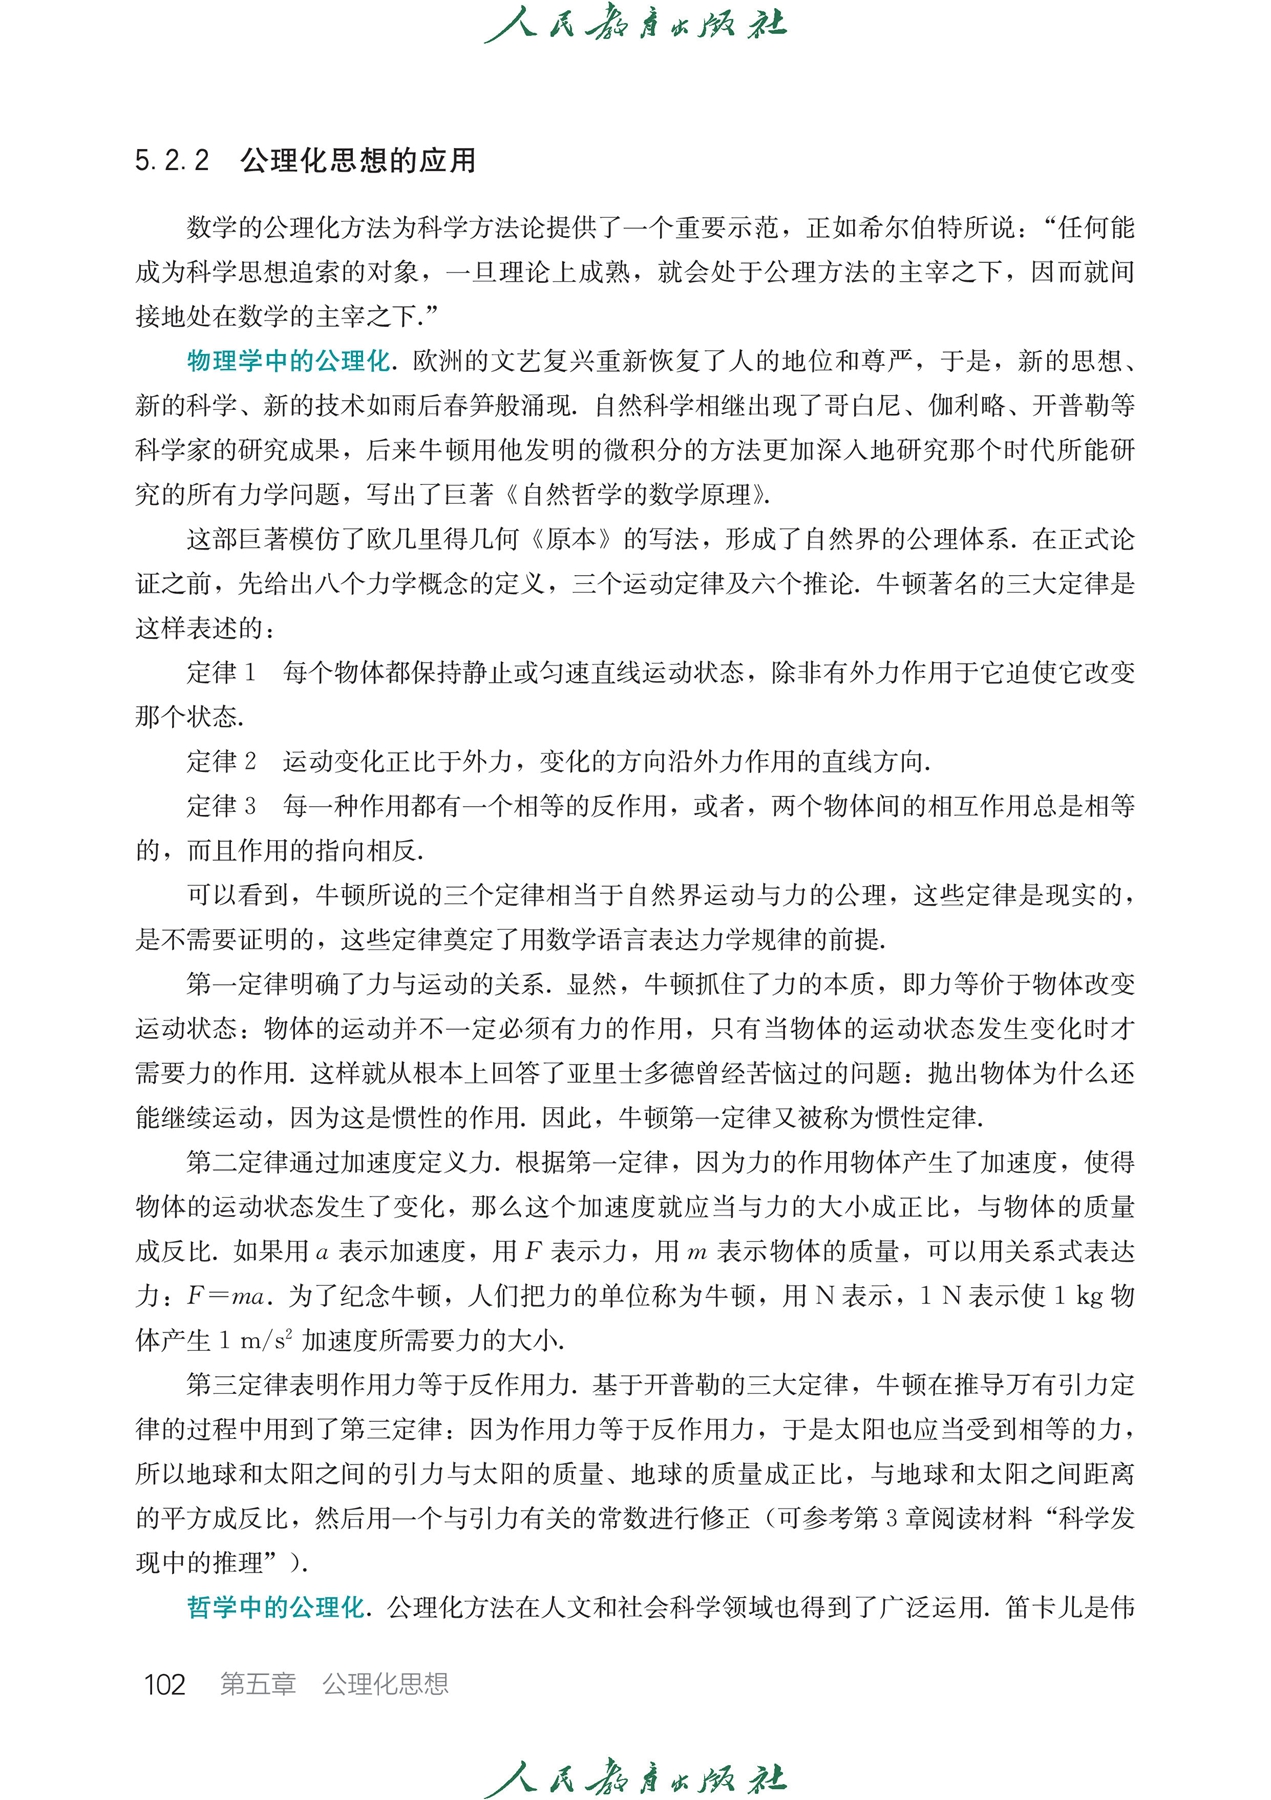 人民教育出版社
5.2.2 公理化思想的应用
数学的公理化方法为科学方法论提供了一个重要示范，正如希尔伯特所说：“任何能
成为科学思想追索的对象，一旦理论上成熟，就会处于公理方法的主宰之下，因而就间
接地处在数学的主宰之下.”
物理学中的公理化．欧洲的文艺复兴重新恢复了人的地位和尊严，于是，新的思想、
新的科学、新的技术如雨后春笋般涌现．自然科学相继出现了哥白尼、伽利略、开普勒等
科学家的研究成果，后来牛顿用他发明的微积分的方法更加深入地研究那个时代所能研
究的所有力学问题，写出了巨著《自然哲学的数学原理》.
这部巨著模仿了欧几里得几何《原本》的写法，形成了自然界的公理体系．在正式论
证之前，先给出八个力学概念的定义，三个运动定律及六个推论．牛顿著名的三大定律是
这样表述的：
定律 1 每个物体都保持静止或匀速直线运动状态，除非有外力作用于它迫使它改变
那个状态.
定律 2 运动变化正比于外力，变化的方向沿外力作用的直线方向.
定律 3 每一种作用都有一个相等的反作用，或者，两个物体间的相互作用总是相等
的，而且作用的指向相反.
可以看到，牛顿所说的三个定律相当于自然界运动与力的公理，这些定律是现实的，
是不需要证明的，这些定律奠定了用数学语言表达力学规律的前提.
第一定律明确了力与运动的关系．显然，牛顿抓住了力的本质，即力等价于物体改变
运动状态：物体的运动并不一定必须有力的作用，只有当物体的运动状态发生变化时才
需要力的作用．这样就从根本上回答了亚里士多德曾经苦恼过的问题：抛出物体为什么还
能继续运动，因为这是惯性的作用．因此，牛顿第一定律又被称为惯性定律.
第二定律通过加速度定义力．根据第一定律，因为力的作用物体产生了加速度，使得
物体的运动状态发生了变化，那么这个加速度就应当与力的大小成正比，与物体的质量
成反比．如果用 a 表示加速度，用 F 表示力，用 m 表示物体的质量，可以用关系式表达
力：F＝ma．为了纪念牛顿，人们把力的单位称为牛顿，用 N 表示，1 N 表示使 1 kg 物
体产生 1 m/s² 加速度所需要力的大小.
第三定律表明作用力等于反作用力．基于开普勒的三大定律，牛顿在推导万有引力定
律的过程中用到了第三定律：因为作用力等于反作用力，于是太阳也应当受到相等的力，
所以地球和太阳之间的引力与太阳的质量、地球的质量成正比，与地球和太阳之间距离
的平方成反比，然后用一个与引力有关的常数进行修正（可参考第 3 章阅读材料“科学发
现中的推理”）.
哲学中的公理化．公理化方法在人文和社会科学领域也得到了广泛运用．笛卡儿是伟
102 第五章 公理化思想
人民教育出版社